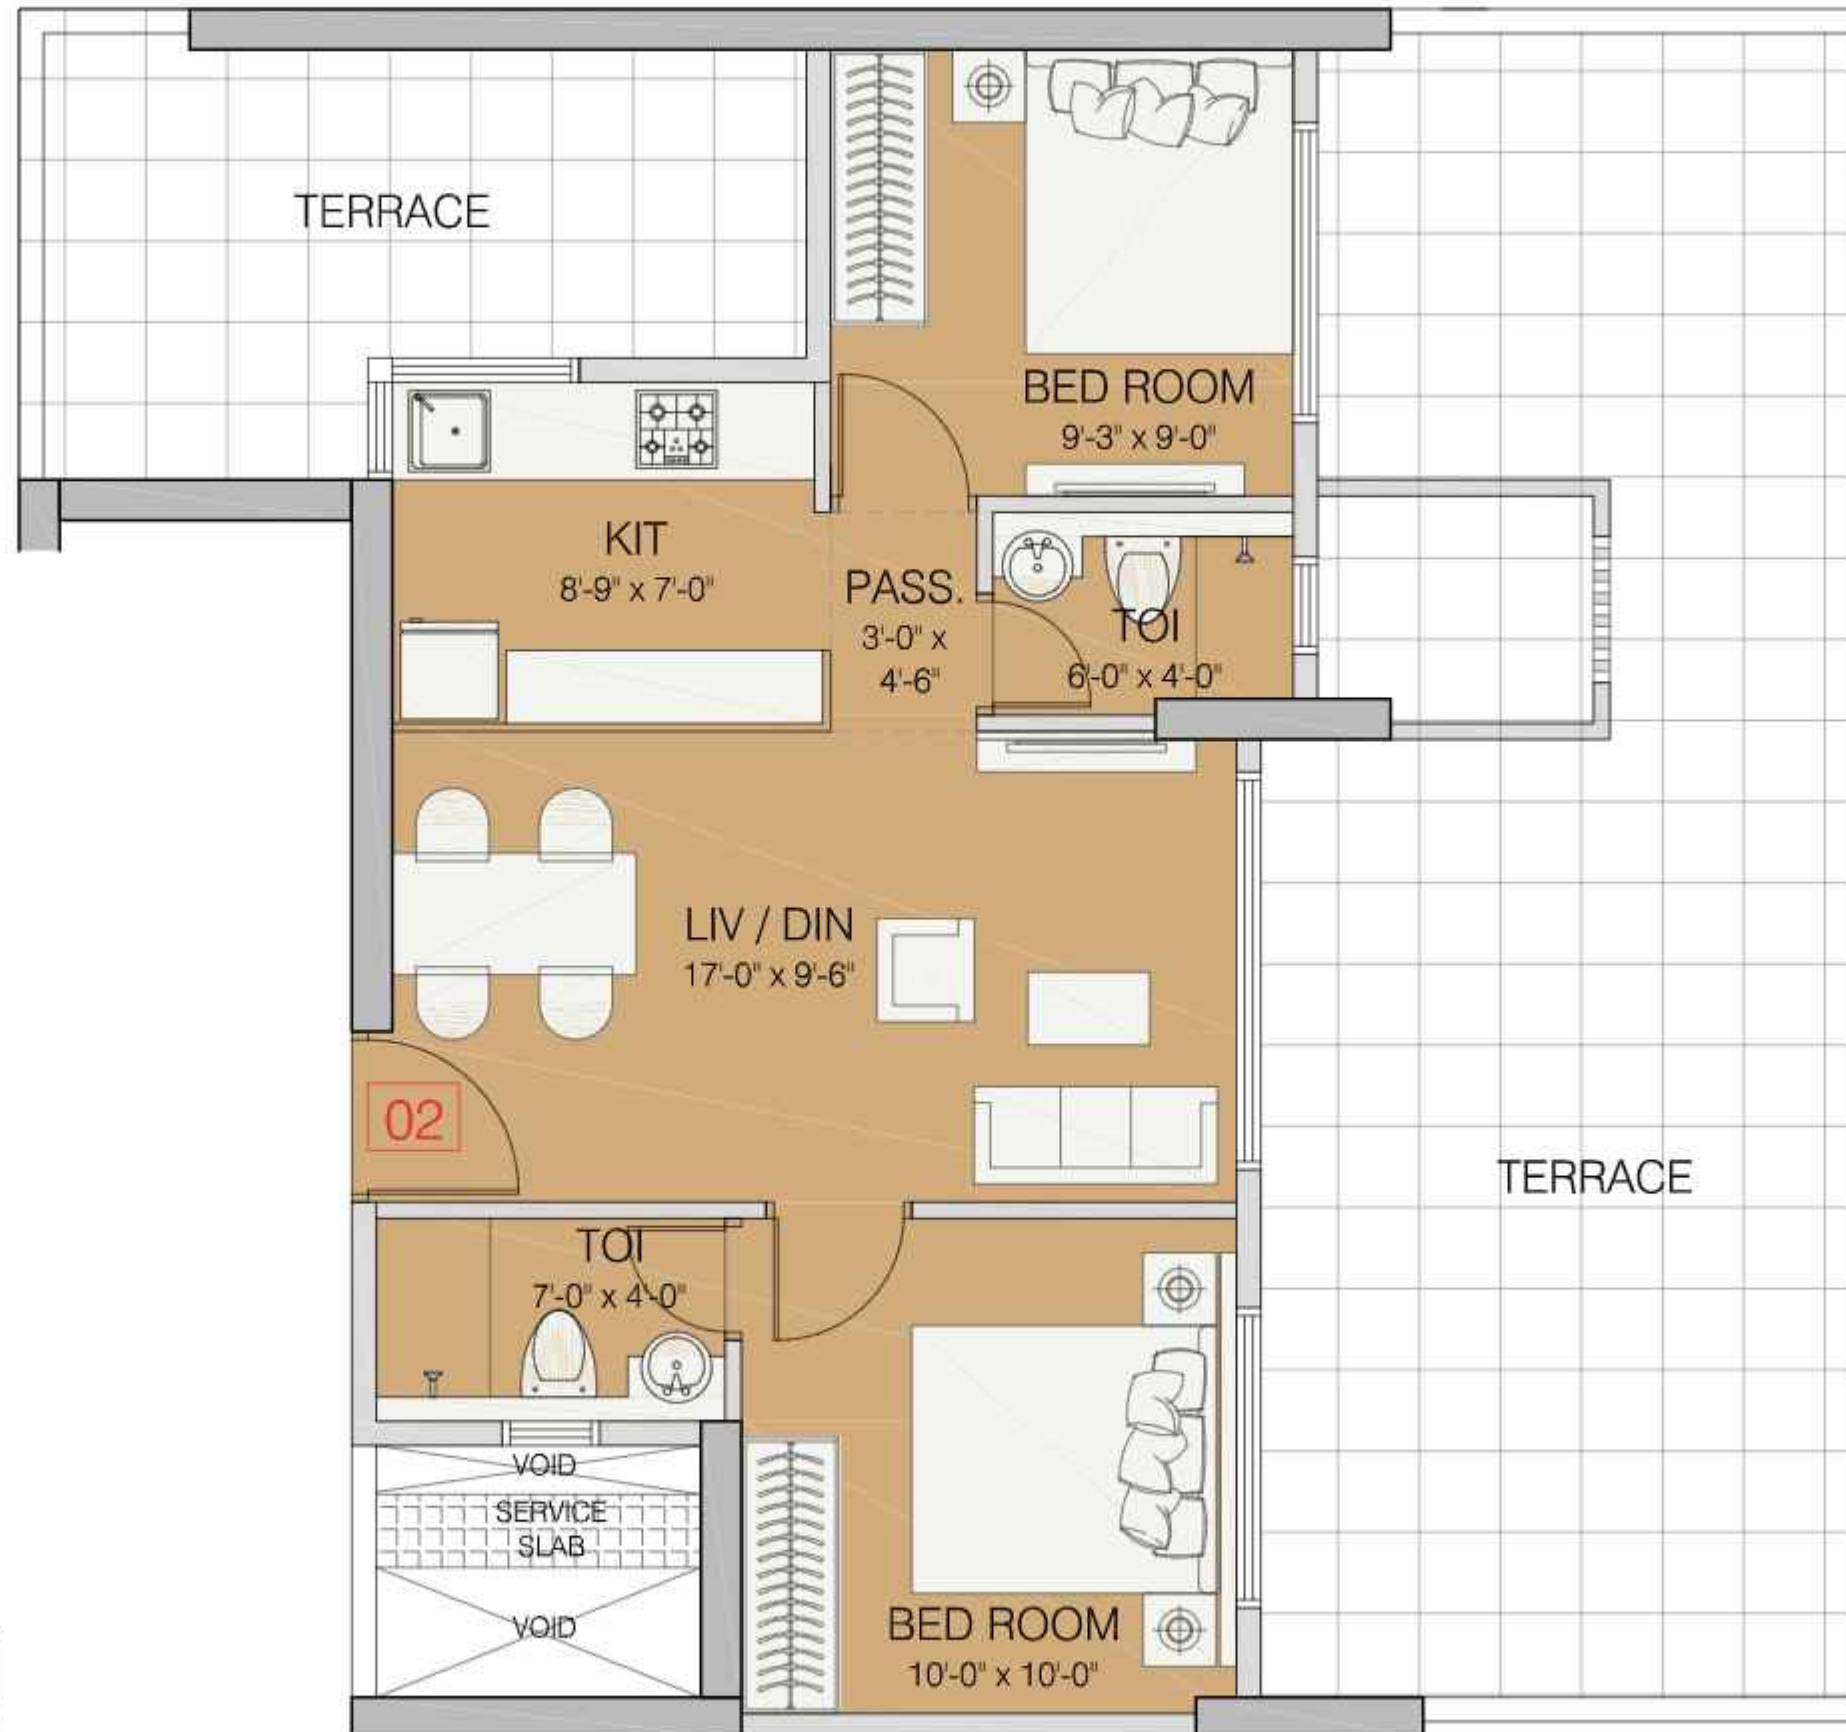 TERRACE
BED ROOM
9'-3" x 9'-0"
KIT
8'-9" x 7'-0"
PASS.
3'-0" x
4'-6"
TOI
6'-0" x 4'-0"
LIV / DIN
17'-0" x 9'-6"
02
TERRACE
TOI
7'-0" x 4'-0"
VOID
SERVICE
SLAB
VOID
BED ROOM
10'-0" x 10'-0"